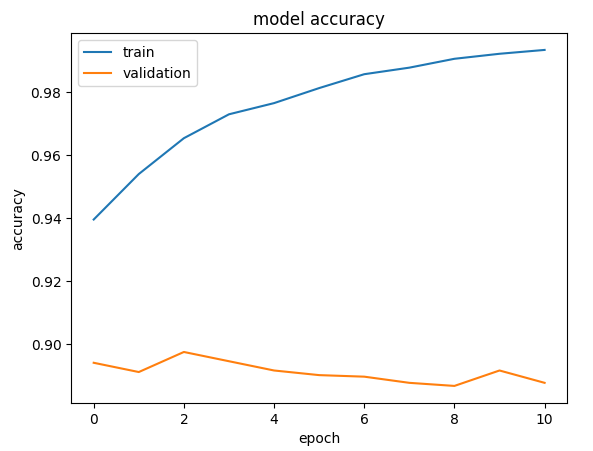 model accuracy
train
validation
accuracy
0.98
0.96
0.94
0.92
0.90
0 2 4 6 8 10
epoch